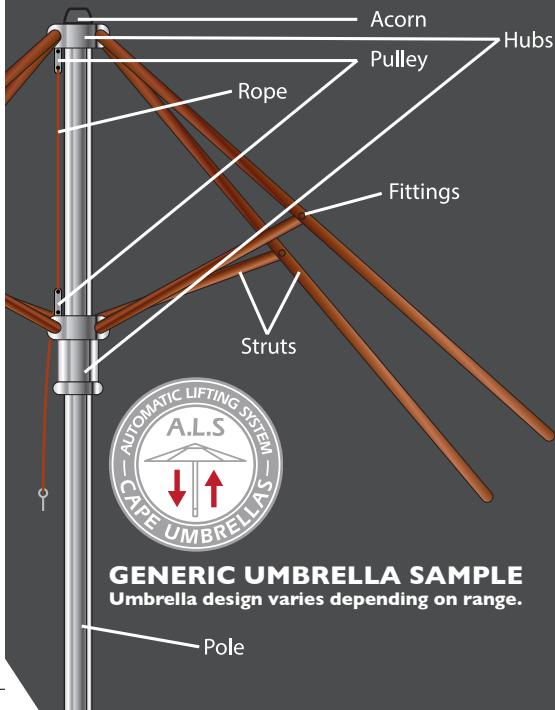 Acorn
Hubs
Pulley
Rope
Fittings
Struts
AUTOMATIC LIFTING SYSTEM
A.L.S
CAPE UMBRELLAS
GENERIC UMBRELLA SAMPLE
Umbrella design varies depending on range.
Pole